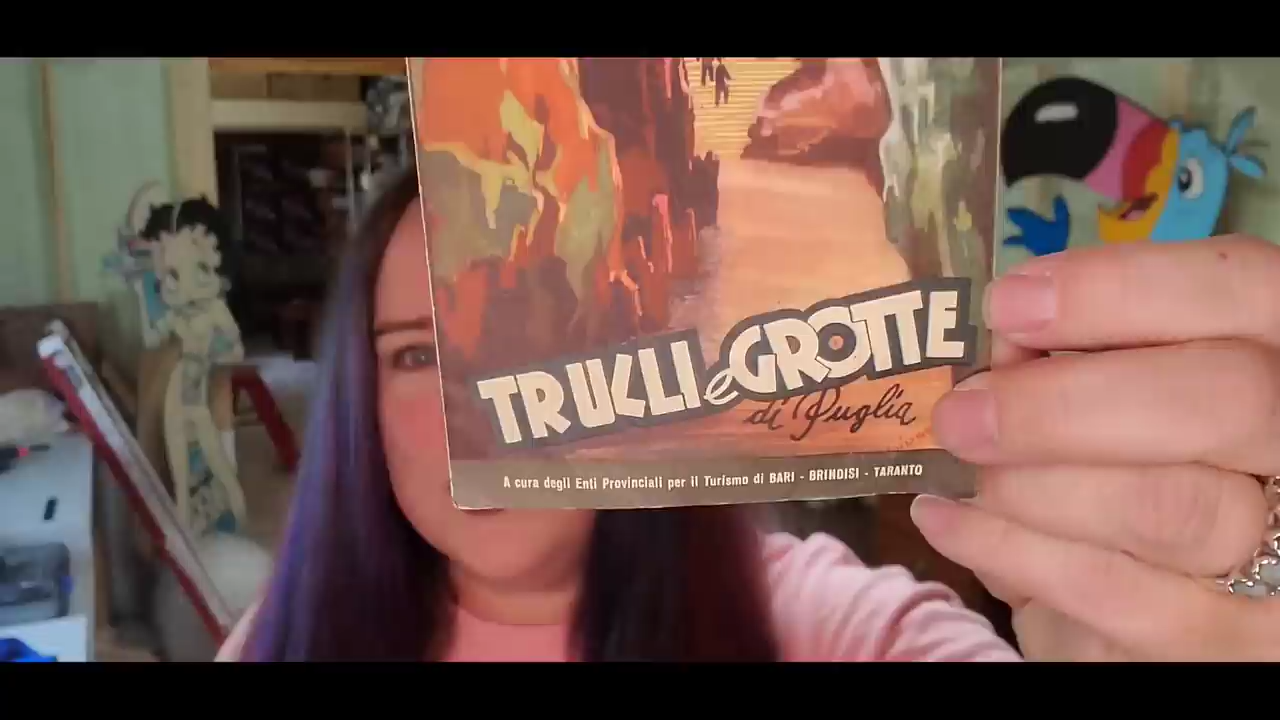 TRULLI e GROTTE
di Puglia
A cura degli Enti Provinciali per il Turismo di BARI - BRINDISI - TARANTO